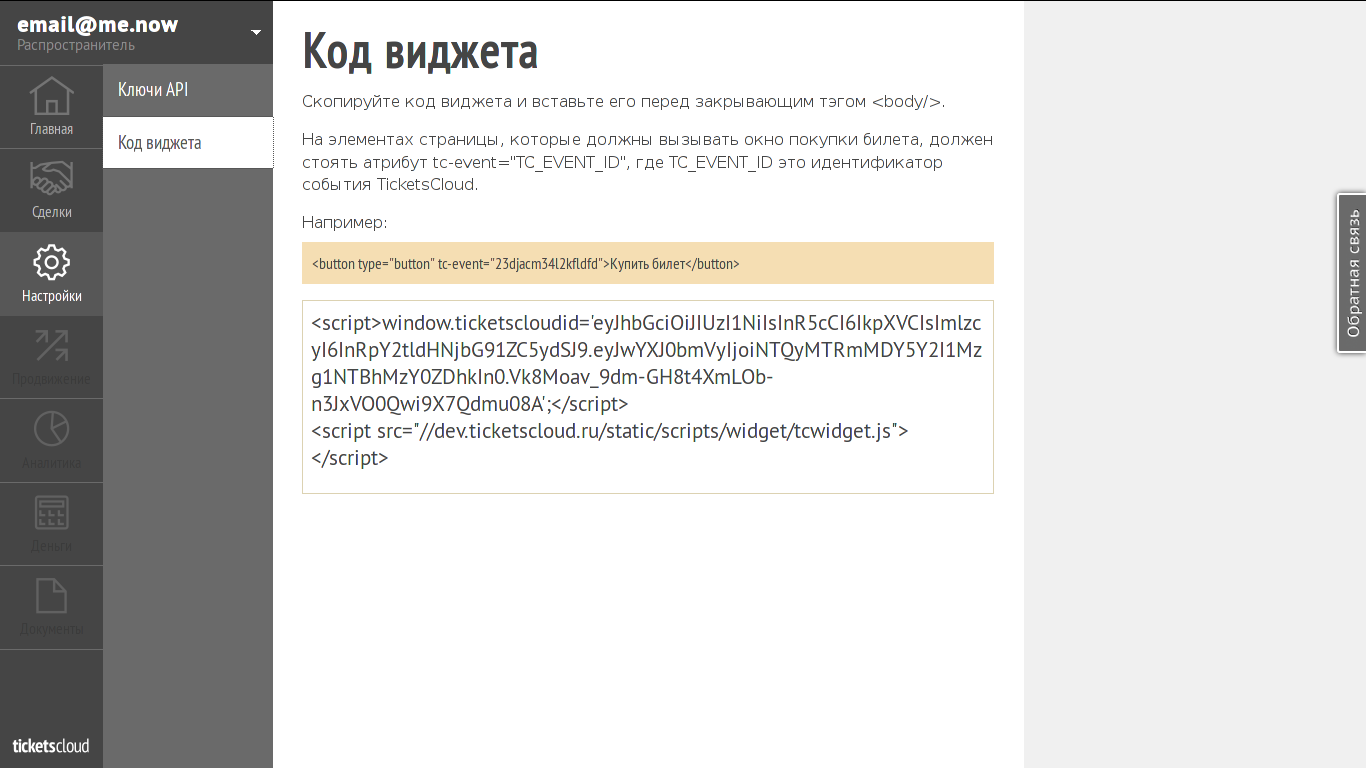 email@me.now
Распространитель
Главная
Сделки
Настройки
Продвижение
Аналитика
Деньги
Документы
ticketscloud
Ключи API
Код виджета
Код виджета
Скопируйте код виджета и вставьте его перед закрывающим тэгом <body/>.
На элементах страницы, которые должны вызывать окно покупки билета, должен
стоять атрибут tc-event="TC_EVENT_ID", где TC_EVENT_ID это идентификатор
события TicketsCloud.
Например:
<button type="button" tc-event="23djacm34l2kfldfd">Купить билет</button>
<script>window.ticketscloudid='eyJhbGciOiJIUzI1NiIsInR5cCI6IkpXVCIsImlzc
yI6InRpY2tldHNjbG91ZC5ydSJ9.eyJwYXJ0bmVyIjoiNTQyMTRmMDY5Y2I1Mz
g1NTBhMzY0ZDhkIn0.Vk8Moav_9dm-GH8t4XmLOb-
n3JxVO0Qwi9X7Qdmu08A';</script>
<script src="//dev.ticketscloud.ru/static/scripts/widget/tcwidget.js">
</script>
Обратная связь